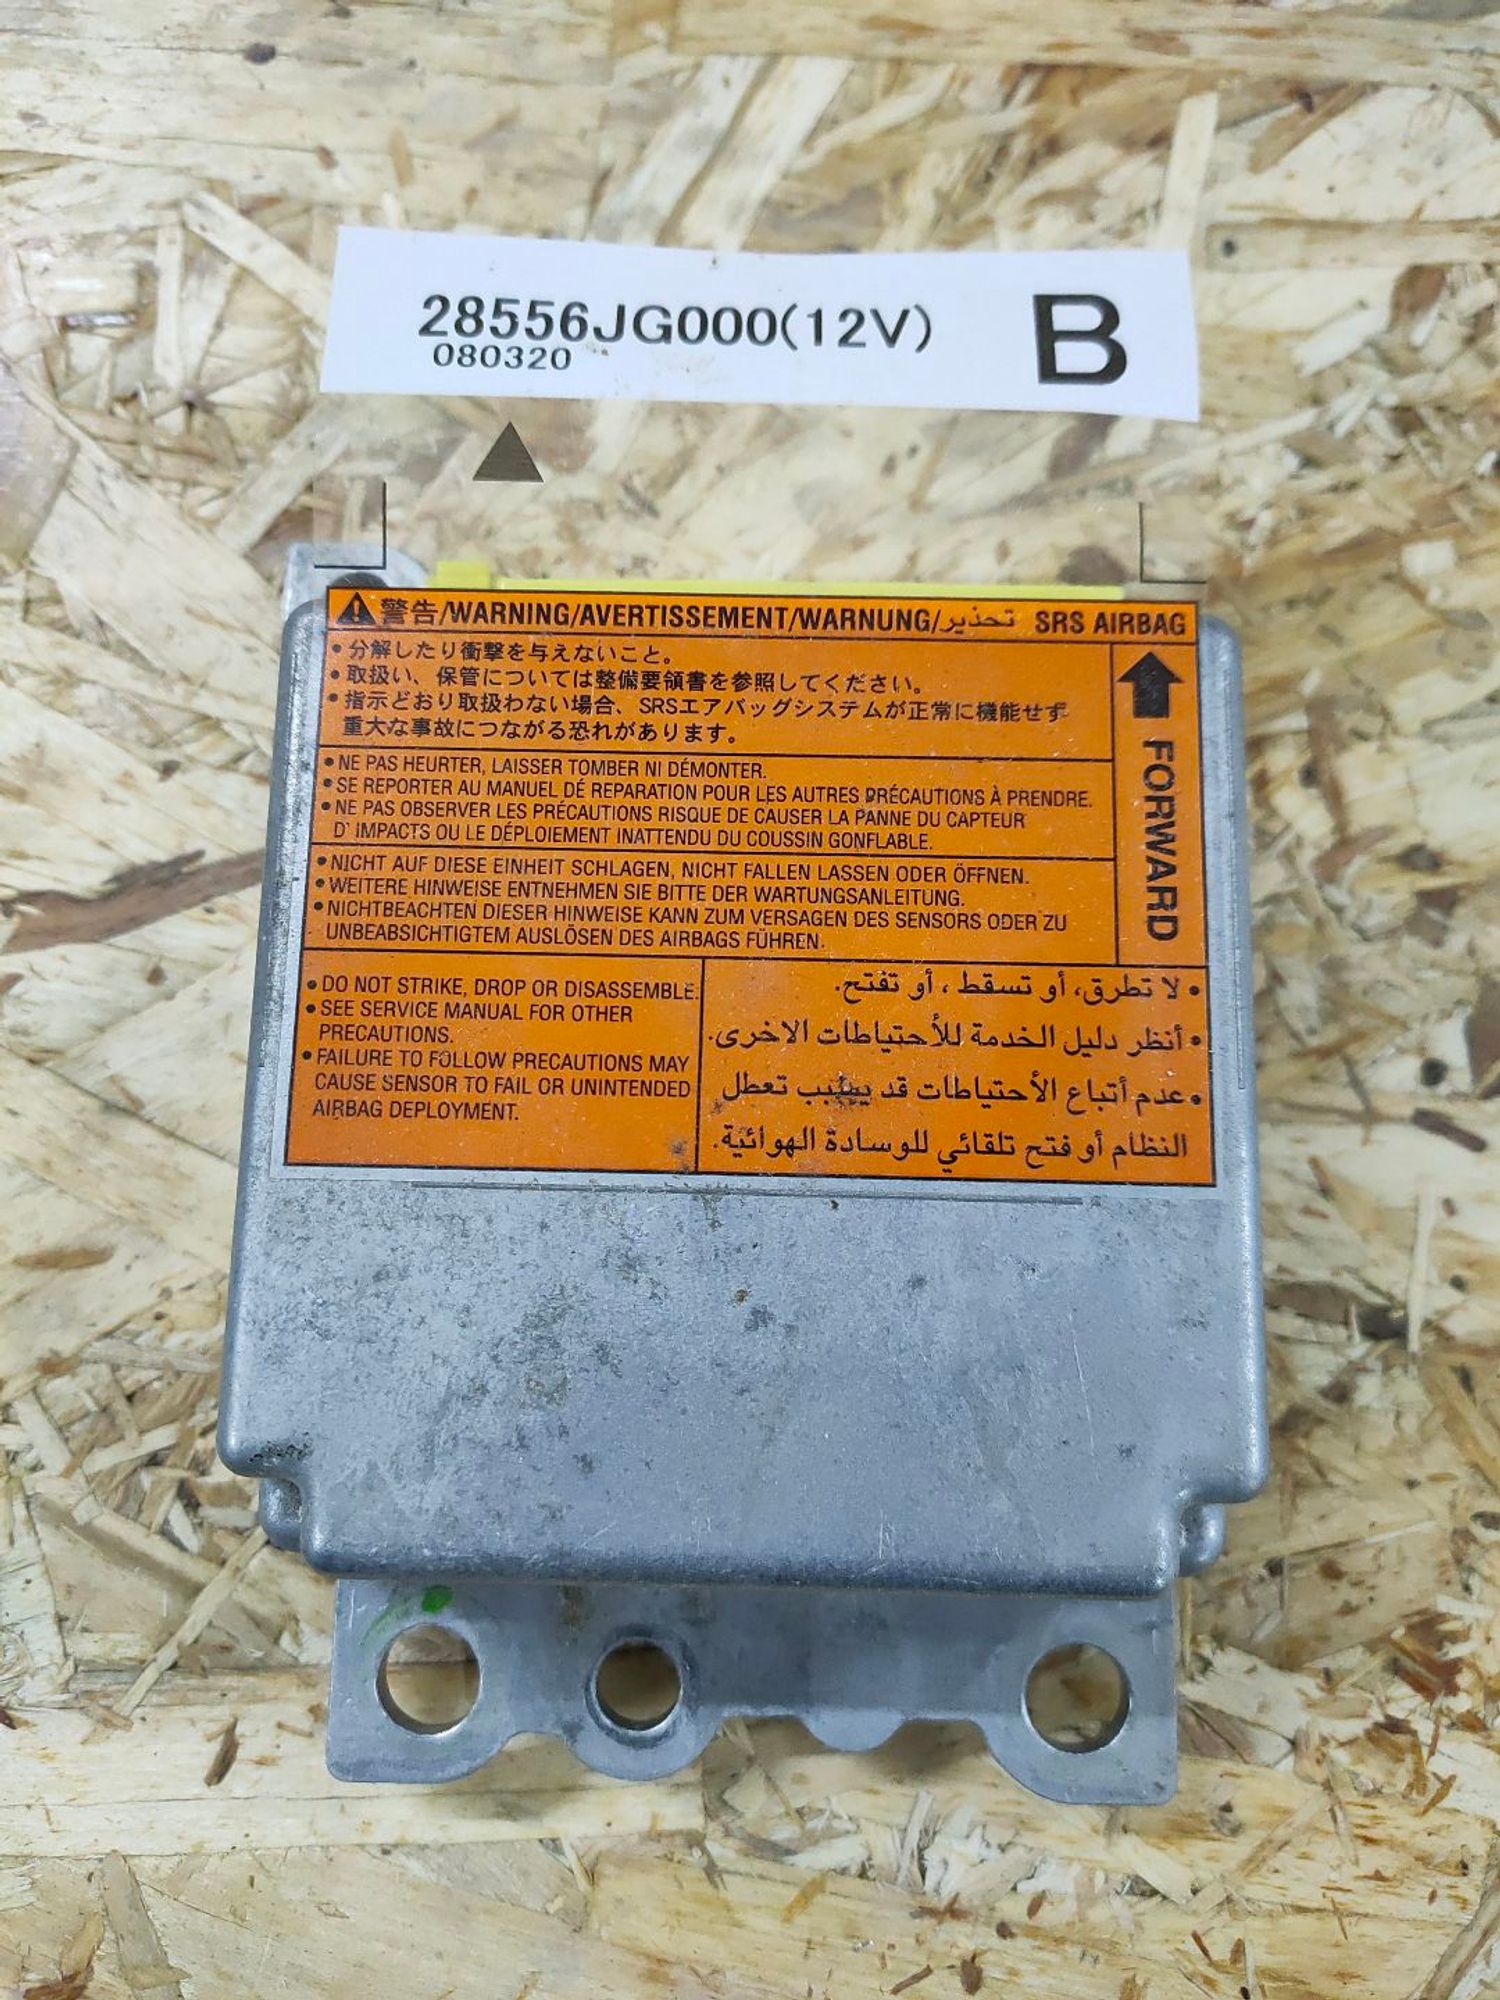 28556JG000(12V) B
080320
警告/WARNING/AVERTISSEMENT/WARNUNG/تحذير SRS AIRBAG
• 分解したり衝撃を与えないこと。
• 取扱い、保管については整備要領書を参照してください。
• 指示どおり取扱わない場合、SRSエアバッグシステムが正常に機能せず
重大な事故につながる恐れがあります。
FORWARD
• NE PAS HEURTER, LAISSER TOMBER NI DÉMONTER.
• SE REPORTER AU MANUEL DÉ REPARATION POUR LES AUTRES PRÉCAUTIONS À PRENDRE.
• NE PAS OBSERVER LES PRÉCAUTIONS RISQUE DE CAUSER LA PANNE DU CAPTEUR
D' IMPACTS OU LE DÉPLOIEMENT INATTENDU DU COUSSIN GONFLABLE.
• NICHT AUF DIESE EINHEIT SCHLAGEN, NICHT FALLEN LASSEN ODER ÖFFNEN.
• WEITERE HINWEISE ENTNEHMEN SIE BITTE DER WARTUNGSANLEITUNG.
• NICHTBEACHTEN DIESER HINWEISE KANN ZUM VERSAGEN DES SENSORS ODER ZU
UNBEABSICHTIGTEM AUSLÖSEN DES AIRBAGS FÜHREN.
• DO NOT STRIKE, DROP OR DISASSEMBLE.
• SEE SERVICE MANUAL FOR OTHER
PRECAUTIONS.
• FAILURE TO FOLLOW PRECAUTIONS MAY
CAUSE SENSOR TO FAIL OR UNINTENDED
AIRBAG DEPLOYMENT.
• لا تطرق، أو تسقط ، أو تفتح.
• أنظر دليل الخدمة للأحتياطات الاخرى.
• عدم أتباع الأحتياطات قد يسبب تعطل
النظام أو فتح تلقائي للوسادة الهوائية.